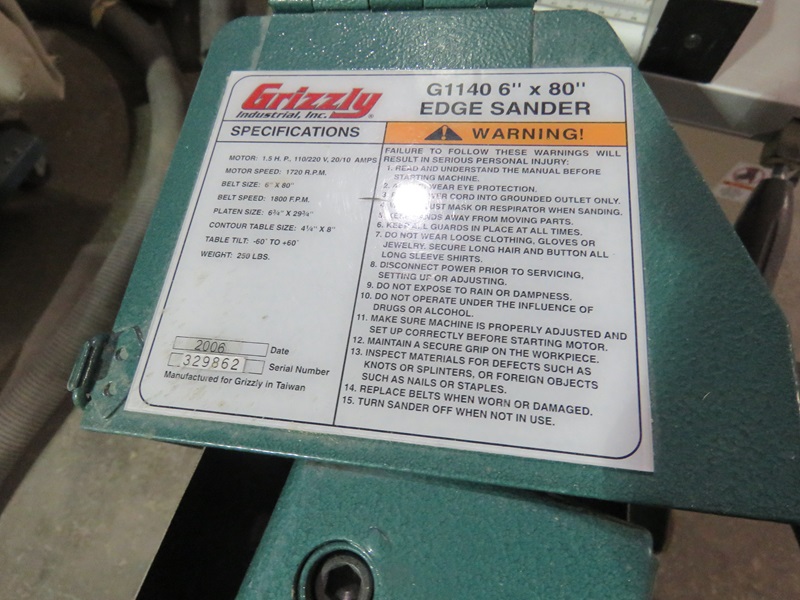 Grizzly
Industrial, Inc.®
G1140 6" x 80"
EDGE SANDER
SPECIFICATIONS
MOTOR: 1.5 H. P., 110/220 V, 20/10 AMPS
MOTOR SPEED: 1720 R.P.M.
BELT SIZE: 6" X 80"
BELT SPEED: 1800 F.P.M.
PLATEN SIZE: 6¾" X 29¾"
CONTOUR TABLE SIZE: X 8"
TABLE TILT: -60˚ TO +60˚
WEIGHT: 250 LBS.
2006 Date
329862 Serial Number
Manufactured for Grizzly in Taiwan
WARNING!
FAILURE TO FOLLOW THESE WARNINGS WILL
RESULT IN SERIOUS PERSONAL INJURY:
1. READ AND UNDERSTAND THE MANUAL BEFORE
STARTING MACHINE.
2. WEAR EYE PROTECTION.
3. CORD INTO GROUNDED OUTLET ONLY.
4. MASK OR RESPIRATOR WHEN SANDING.
5. HANDS AWAY FROM MOVING PARTS.
6. KEEP ALL GUARDS IN PLACE AT ALL TIMES.
7. DO NOT WEAR LOOSE CLOTHING, GLOVES OR
JEWELRY. SECURE LONG HAIR AND BUTTON ALL
LONG SLEEVE SHIRTS.
8. DISCONNECT POWER PRIOR TO SERVICING,
SETTING UP OR ADJUSTING.
9. DO NOT EXPOSE TO RAIN OR DAMPNESS.
10. DO NOT OPERATE UNDER THE INFLUENCE OF
DRUGS OR ALCOHOL.
11. MAKE SURE MACHINE IS PROPERLY ADJUSTED AND
SET UP CORRECTLY BEFORE STARTING MOTOR.
12. MAINTAIN A SECURE GRIP ON THE WORKPIECE.
13. INSPECT MATERIALS FOR DEFECTS SUCH AS
KNOTS OR SPLINTERS, OR FOREIGN OBJECTS
SUCH AS NAILS OR STAPLES.
14. REPLACE BELTS WHEN WORN OR DAMAGED.
15. TURN SANDER OFF WHEN NOT IN USE.